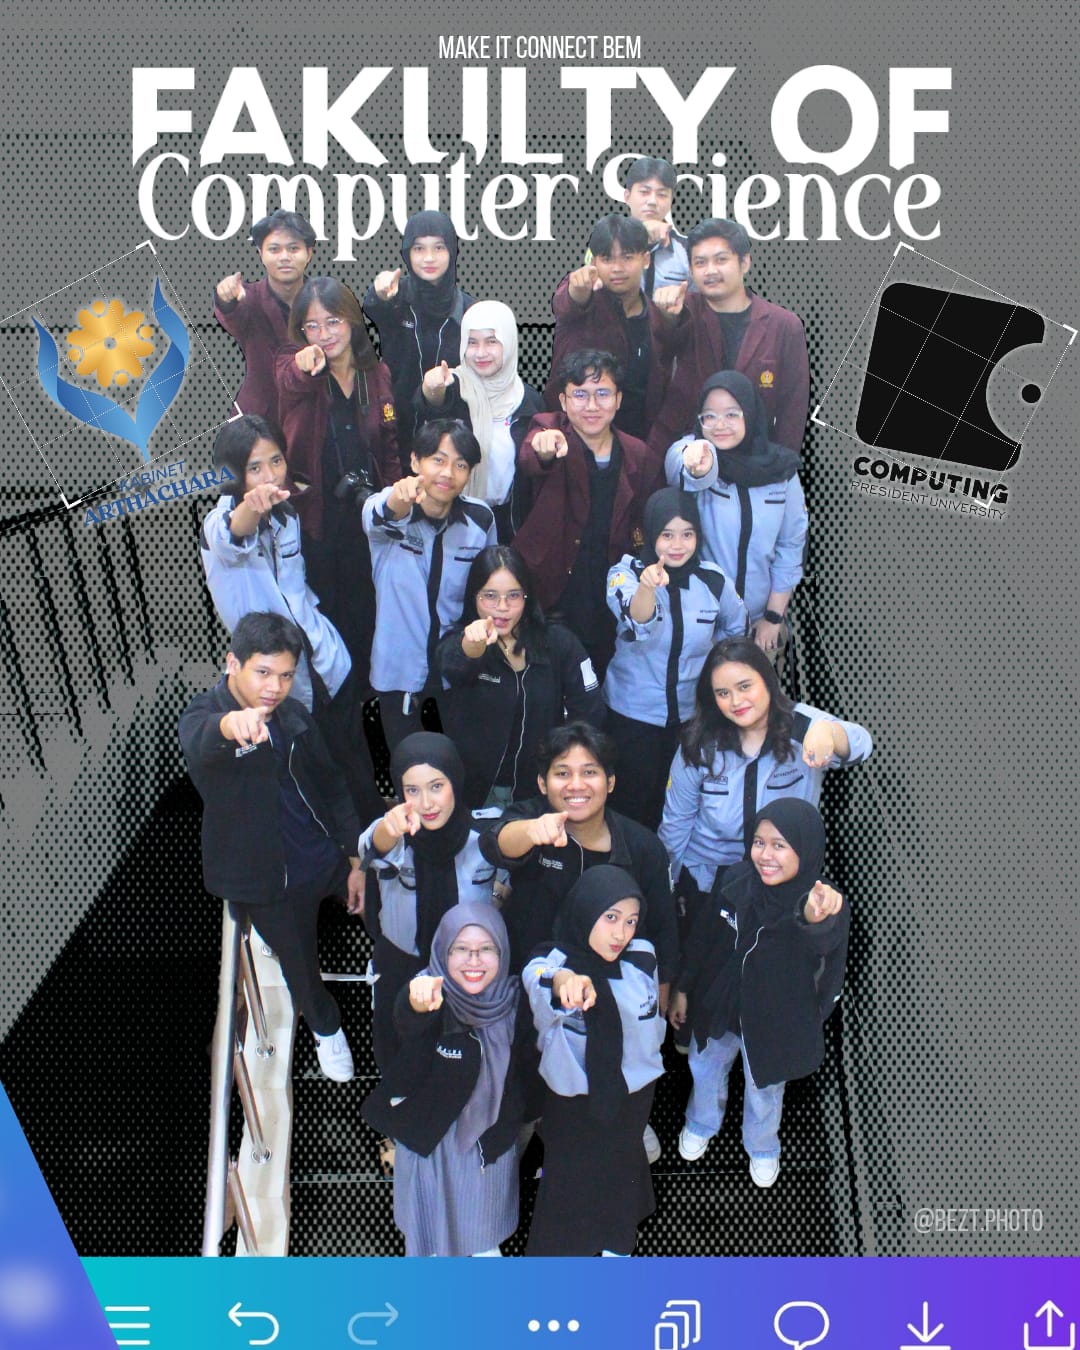 MAKE IT CONNECT BEM
FAKULTY OF
Computer Science
KABINET
ARTHACHARA
COMPUTING
PRESIDENT UNIVERSITY
@BEZT.PHOTO